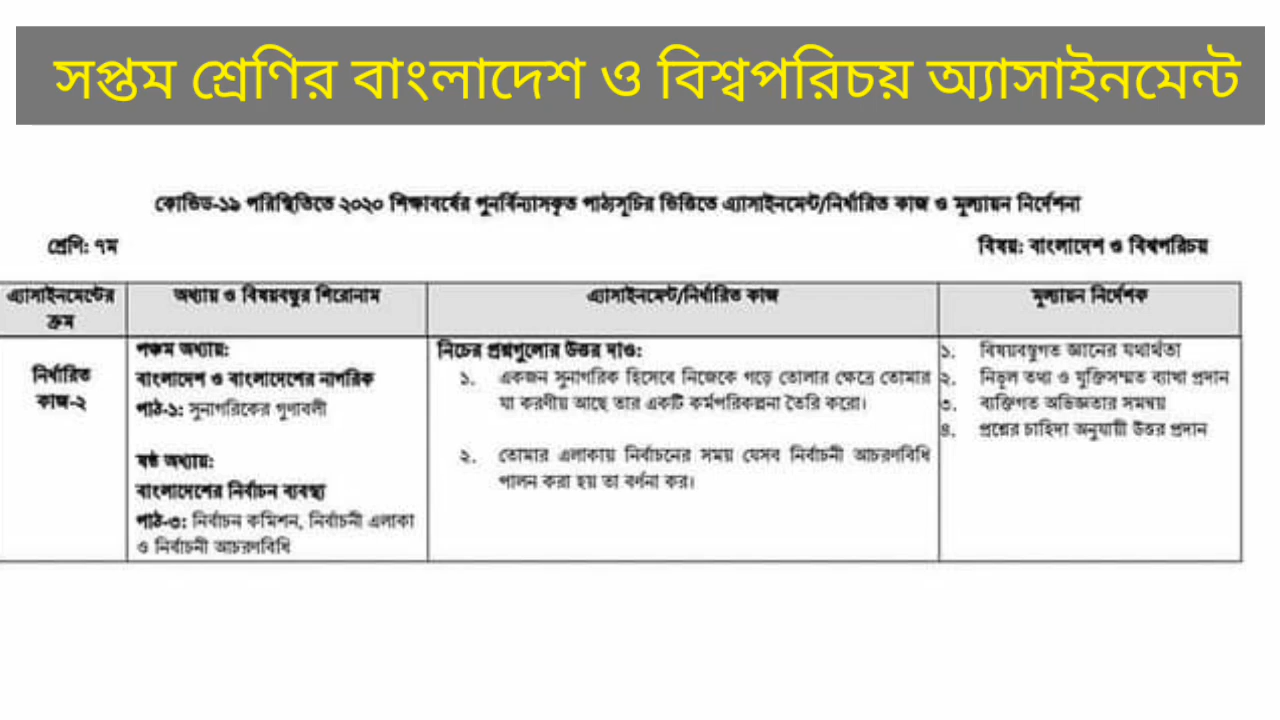 সপ্তম শ্রেণির বাংলাদেশ ও বিশ্বপরিচয় অ্যাসাইনমেন্ট
কোভিড-১৯ পরিস্থিতিতে ২০২০ শিক্ষাবর্ষের পুনর্বিন্যাসকৃত পাঠ্যসূচির ভিত্তিতে এ্যাসাইনমেন্ট/নির্ধারিত কাজ ও মূল্যায়ন নির্দেশনা
শ্রেণি: ৭ম
বিষয়: বাংলাদেশ ও বিশ্বপরিচয়
এ্যাসাইনমেন্টের
ক্রম
অধ্যায় ও বিষয়বস্তুর শিরোনাম
এ্যাসাইনমেন্ট/নির্ধারিত কাজ
মূল্যায়ন নির্দেশক
নির্ধারিত
কাজ-২
পঞ্চম অধ্যায়:
বাংলাদেশ ও বাংলাদেশের নাগরিক
পাঠ-১: সুনাগরিকের গুণাবলী
ষষ্ঠ অধ্যায়:
বাংলাদেশের নির্বাচন ব্যবস্থা
পাঠ-৩: নির্বাচন কমিশন, নির্বাচনী এলাকা
ও নির্বাচনী আচরণবিধি
নিচের প্রশ্নগুলোর উত্তর দাও:
১. একজন সুনাগরিক হিসেবে নিজেকে গড়ে তোলার ক্ষেত্রে তোমার
যা করণীয় আছে তার একটি কর্মপরিকল্পনা তৈরি করো।
২. তোমার এলাকায় নির্বাচনের সময় যেসব নির্বাচনী আচরণবিধি
পালন করা হয় তা বর্ণনা কর।
১. বিষয়বস্তুগত জ্ঞানের যথার্থতা
২. নির্ভুল তথ্য ও যুক্তিসম্মত ব্যাখা প্রদান
৩. ব্যক্তিগত অভিজ্ঞতার সমন্বয়
৪. প্রশ্নের চাহিদা অনুযায়ী উত্তর প্রদান